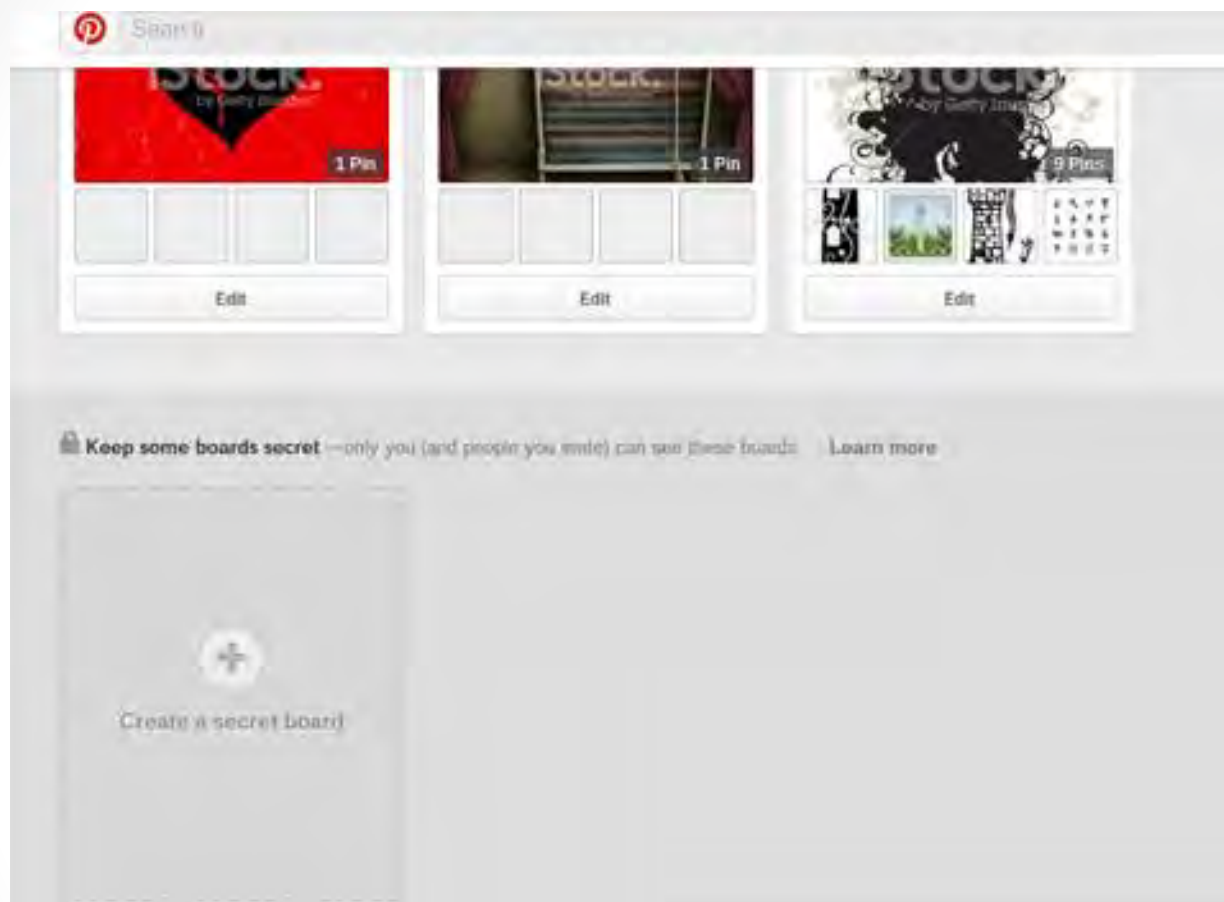 Search
iStock. iStock. iStock
by Getty Images by Getty Images
1 Pin 1 Pin 9 Pins
Edit Edit Edit
Keep some boards secret —only you (and people you invite) can see these boards. Learn more
Create a secret board